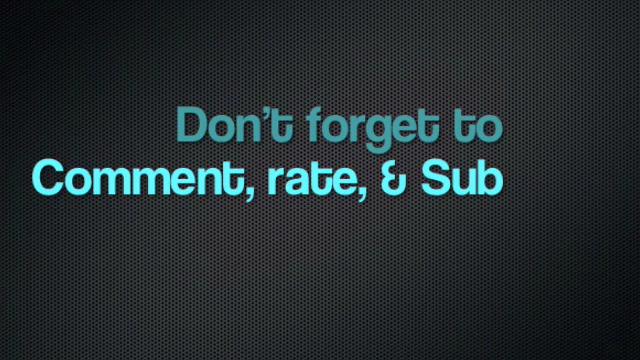 Don't forget to
Comment, rate, & Sub